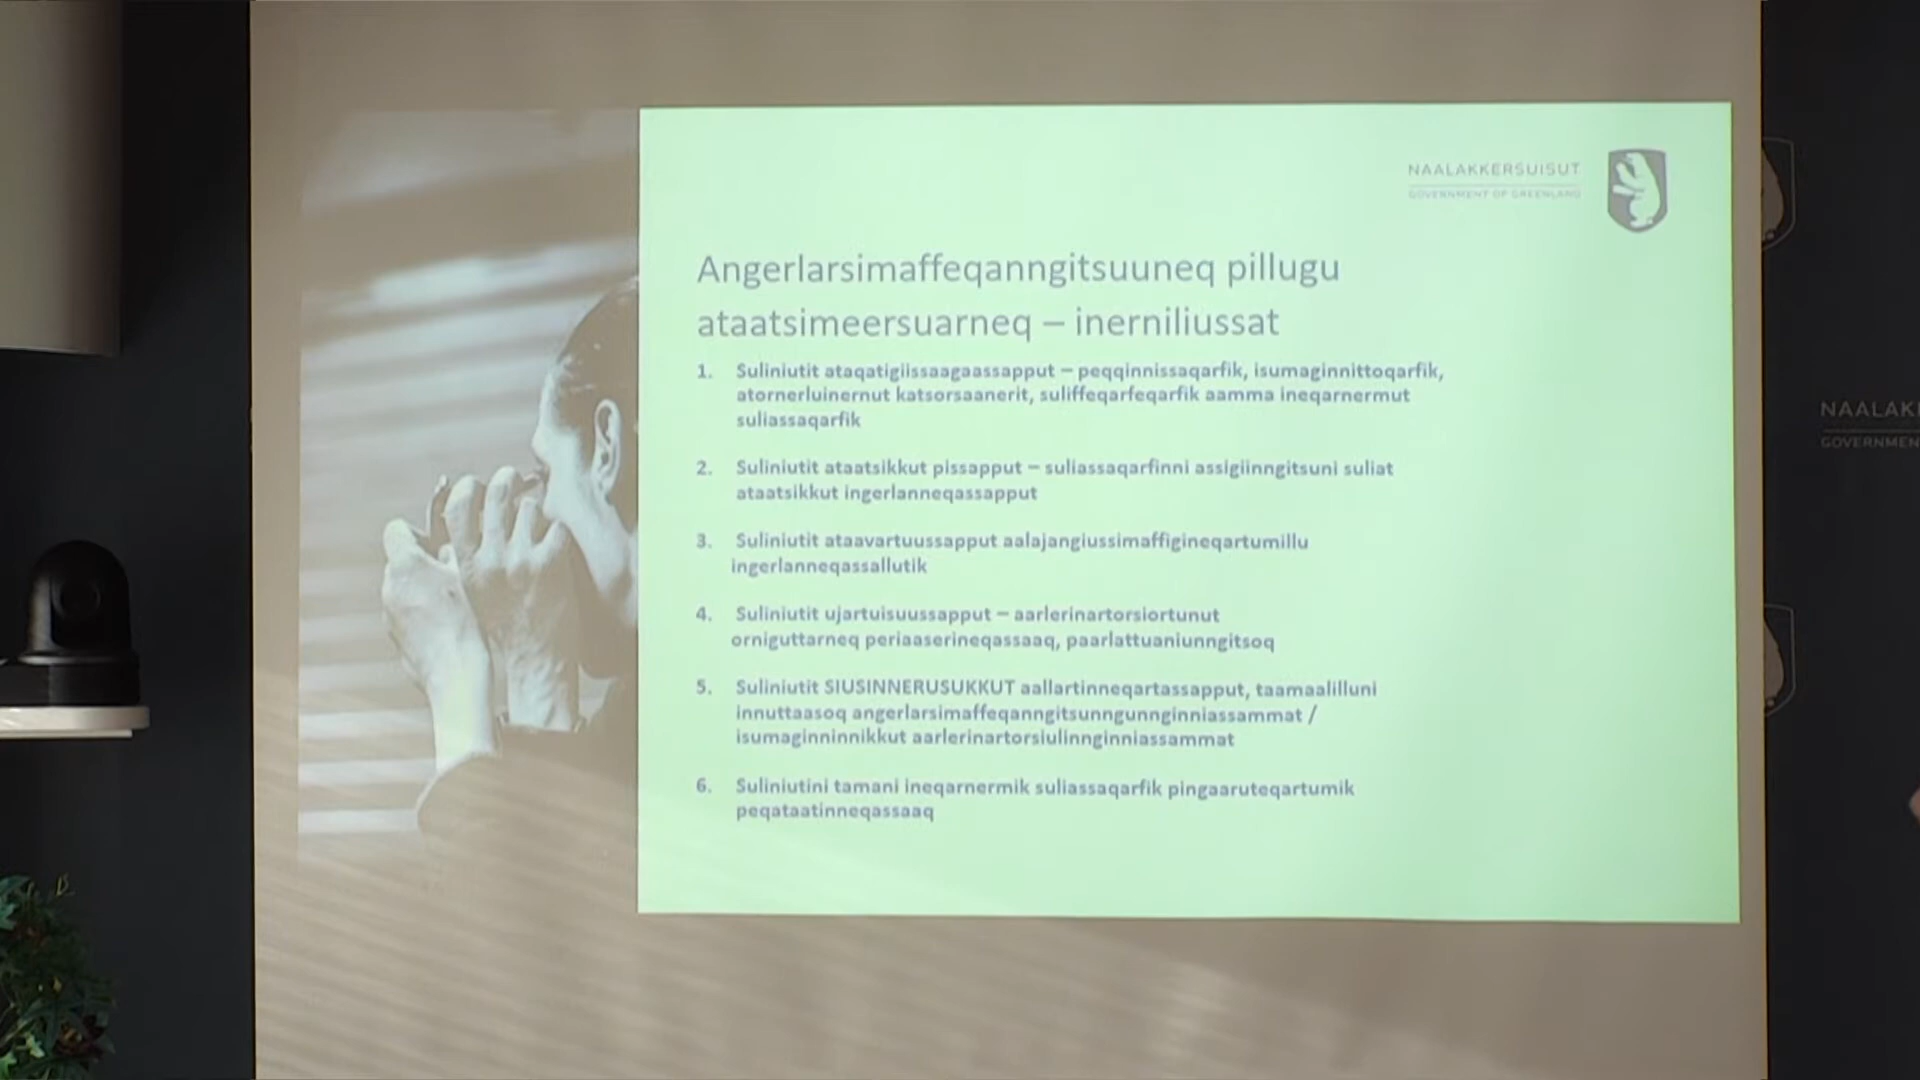 NAALAKKERSUISUT
GOVERNMENT OF GREENLAND
Angerlarsimaffeqanngitsuuneq pillugu
ataatsimeersuarneq – inerniliussat
1. Suliniutit ataqatigiissaagaassapput – peqqinnissaqarfik, isumaginnittoqarfik,
atornerluinernut katsorsaanerit, suliffeqarfeqarfik aamma ineqarnermut
suliassaqarfik
2. Suliniutit ataatsikkut pissapput – suliassaqarfinni assigiinngitsuni suliat
ataatsikkut ingerlanneqassapput
3. Suliniutit ataavartuussapput aalajangiussimaffigineqartumillu
ingerlanneqassallutik
4. Suliniutit ujartuisuussapput – aarlerinartorsiortunut
orniguttarneq periaaserineqassaaq, paarlattuaniunngitsoq
5. Suliniutit SIUSINNERUSUKKUT aallartinneqartassapput, taamaalilluni
innuttaasoq angerlarsimaffeqanngitsunngunnginniassammat /
isumaginninnikkut aarlerinartorsiulinnginniassammat
6. Suliniutini tamani ineqarnermik suliassaqarfik pingaaruteqartumik
peqataatinneqassaaq
NAALAK
GOVERNMEN